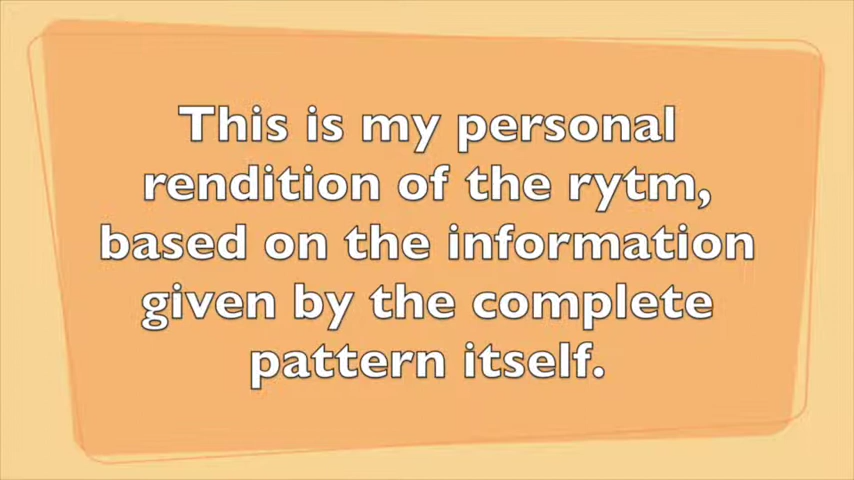 This is my personal
rendition of the rytm,
based on the information
given by the complete
pattern itself.